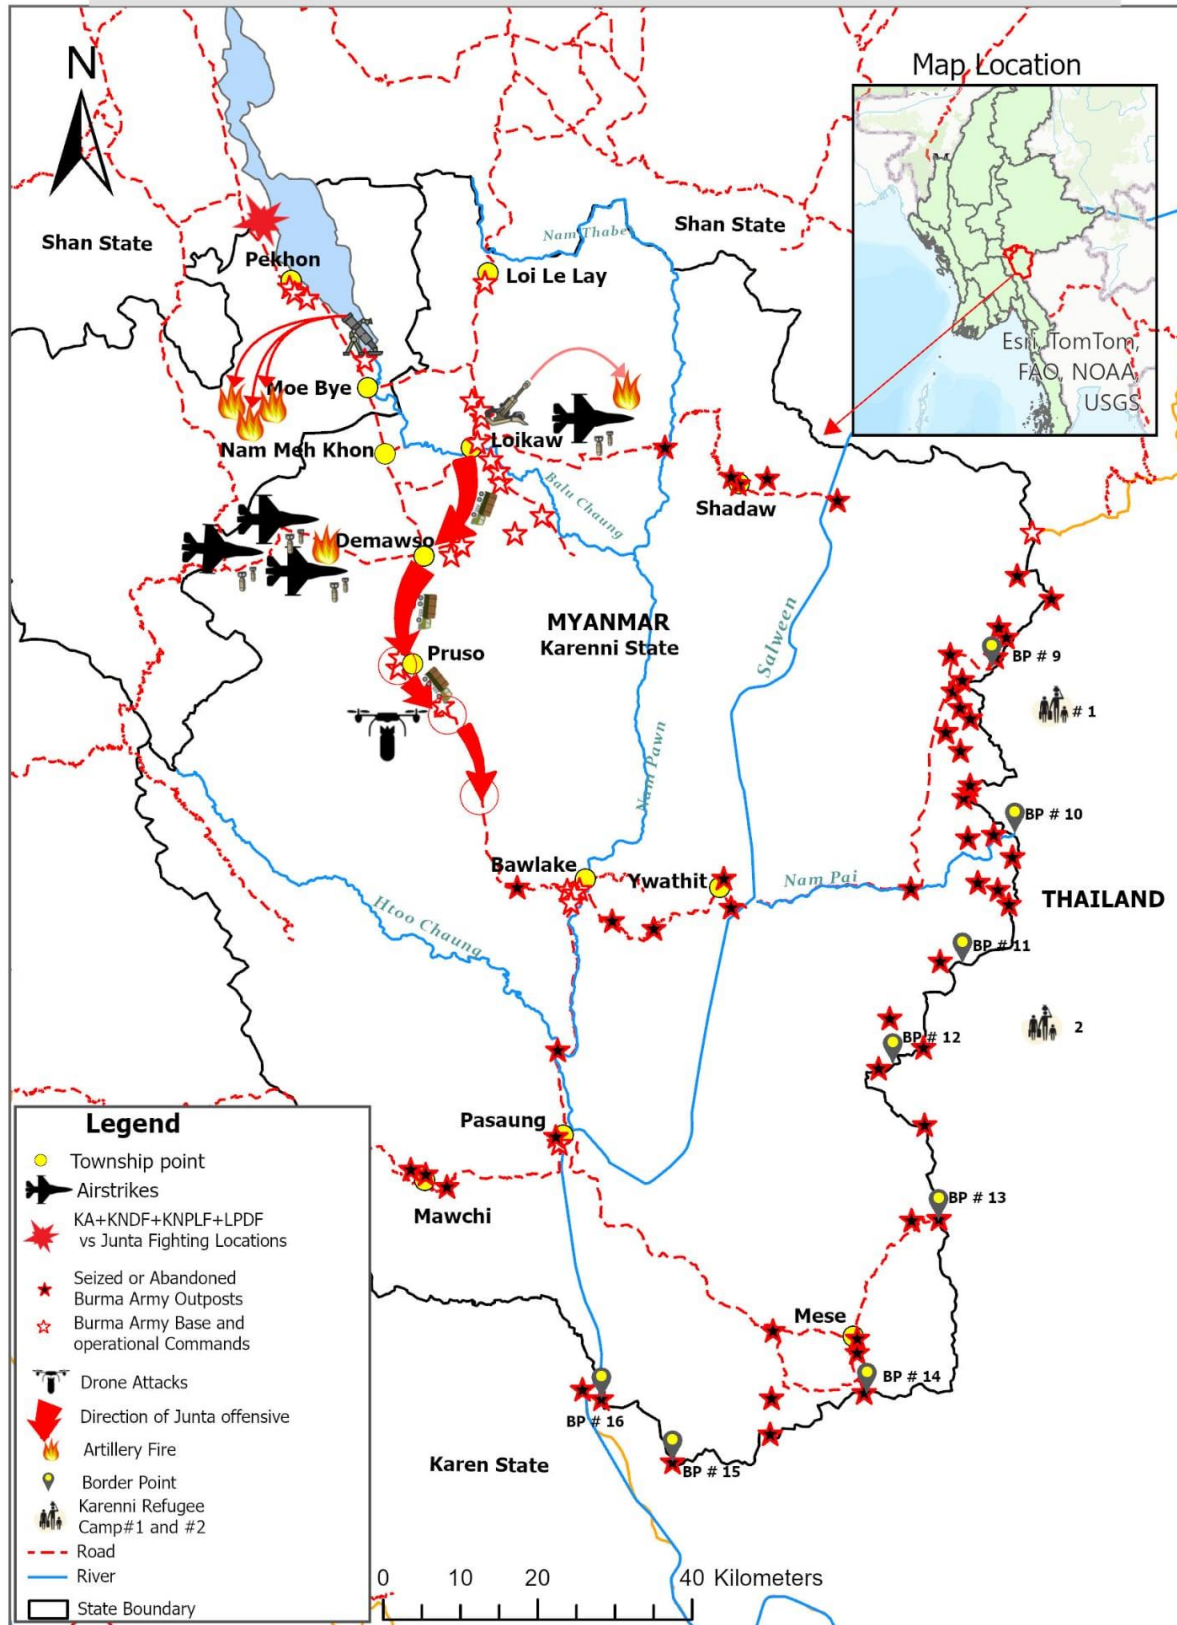 N
Map Location
Esri, TomTom,
FAO, NOAA,
USGS
Shan State
Shan State
Nam Thabet
Pekhon
Loi Le Lay
Moe Bye
Nam Meh Khon
Loikaw
Balu Chaung
Shadaw
Demawso
MYANMAR
Karenni State
Salween
Pruso
BP # 9
# 1
Nam Pawn
BP # 10
Bawlake
Ywathit
Nam Pai
THAILAND
Htoo Chaung
BP # 11
2
BP # 12
Pasaung
Mawchi
BP # 13
Mese
BP # 14
BP # 16
Karen State
BP # 15
Legend
Township point
Airstrikes
KA+KNDF+KNPLF+LPDF
vs Junta Fighting Locations
Seized or Abandoned
Burma Army Outposts
Burma Army Base and
operational Commands
Drone Attacks
Direction of Junta offensive
Artillery Fire
Border Point
Karenni Refugee
Camp#1 and #2
Road
River
State Boundary
0 10 20 40 Kilometers